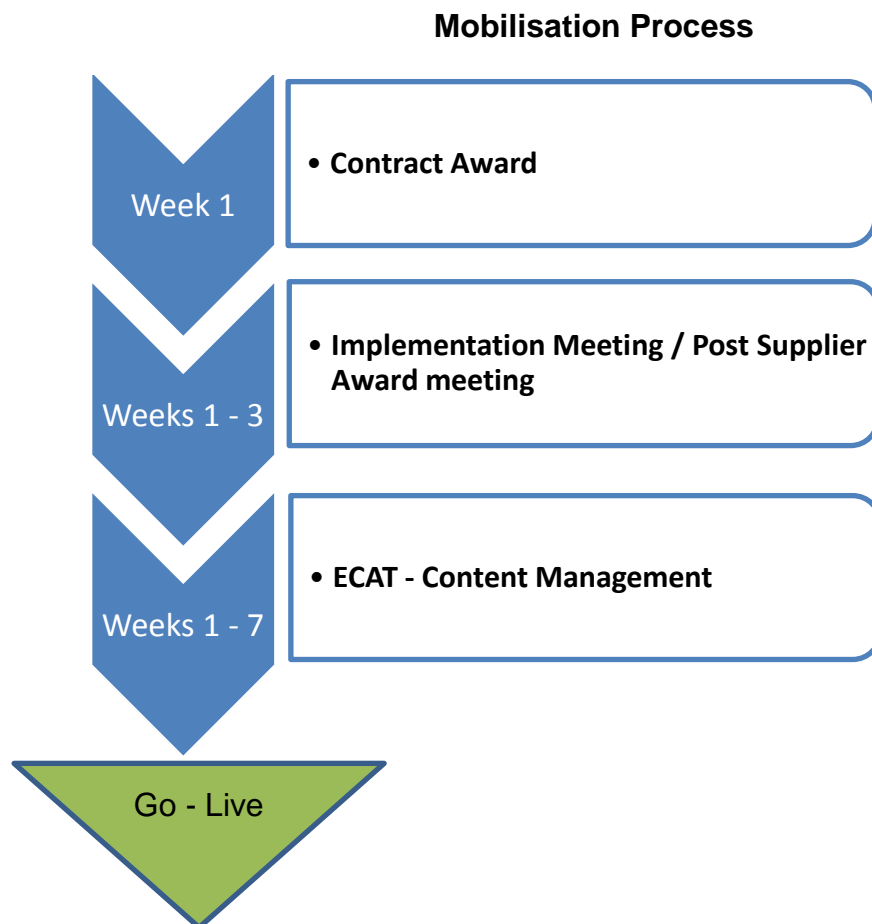 Mobilisation Process
Week 1
• Contract Award
Weeks 1 - 3
• Implementation Meeting / Post Supplier
Award meeting
Weeks 1 - 7
• ECAT - Content Management
Go - Live